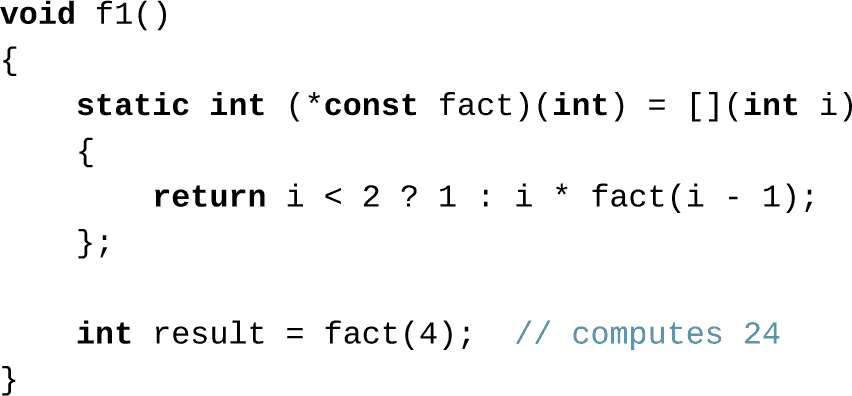 void f1()
{
    static int (*const fact)(int) = [](int i)
    {
        return i < 2 ? 1 : i * fact(i - 1);
    };

    int result = fact(4);  // computes 24
}